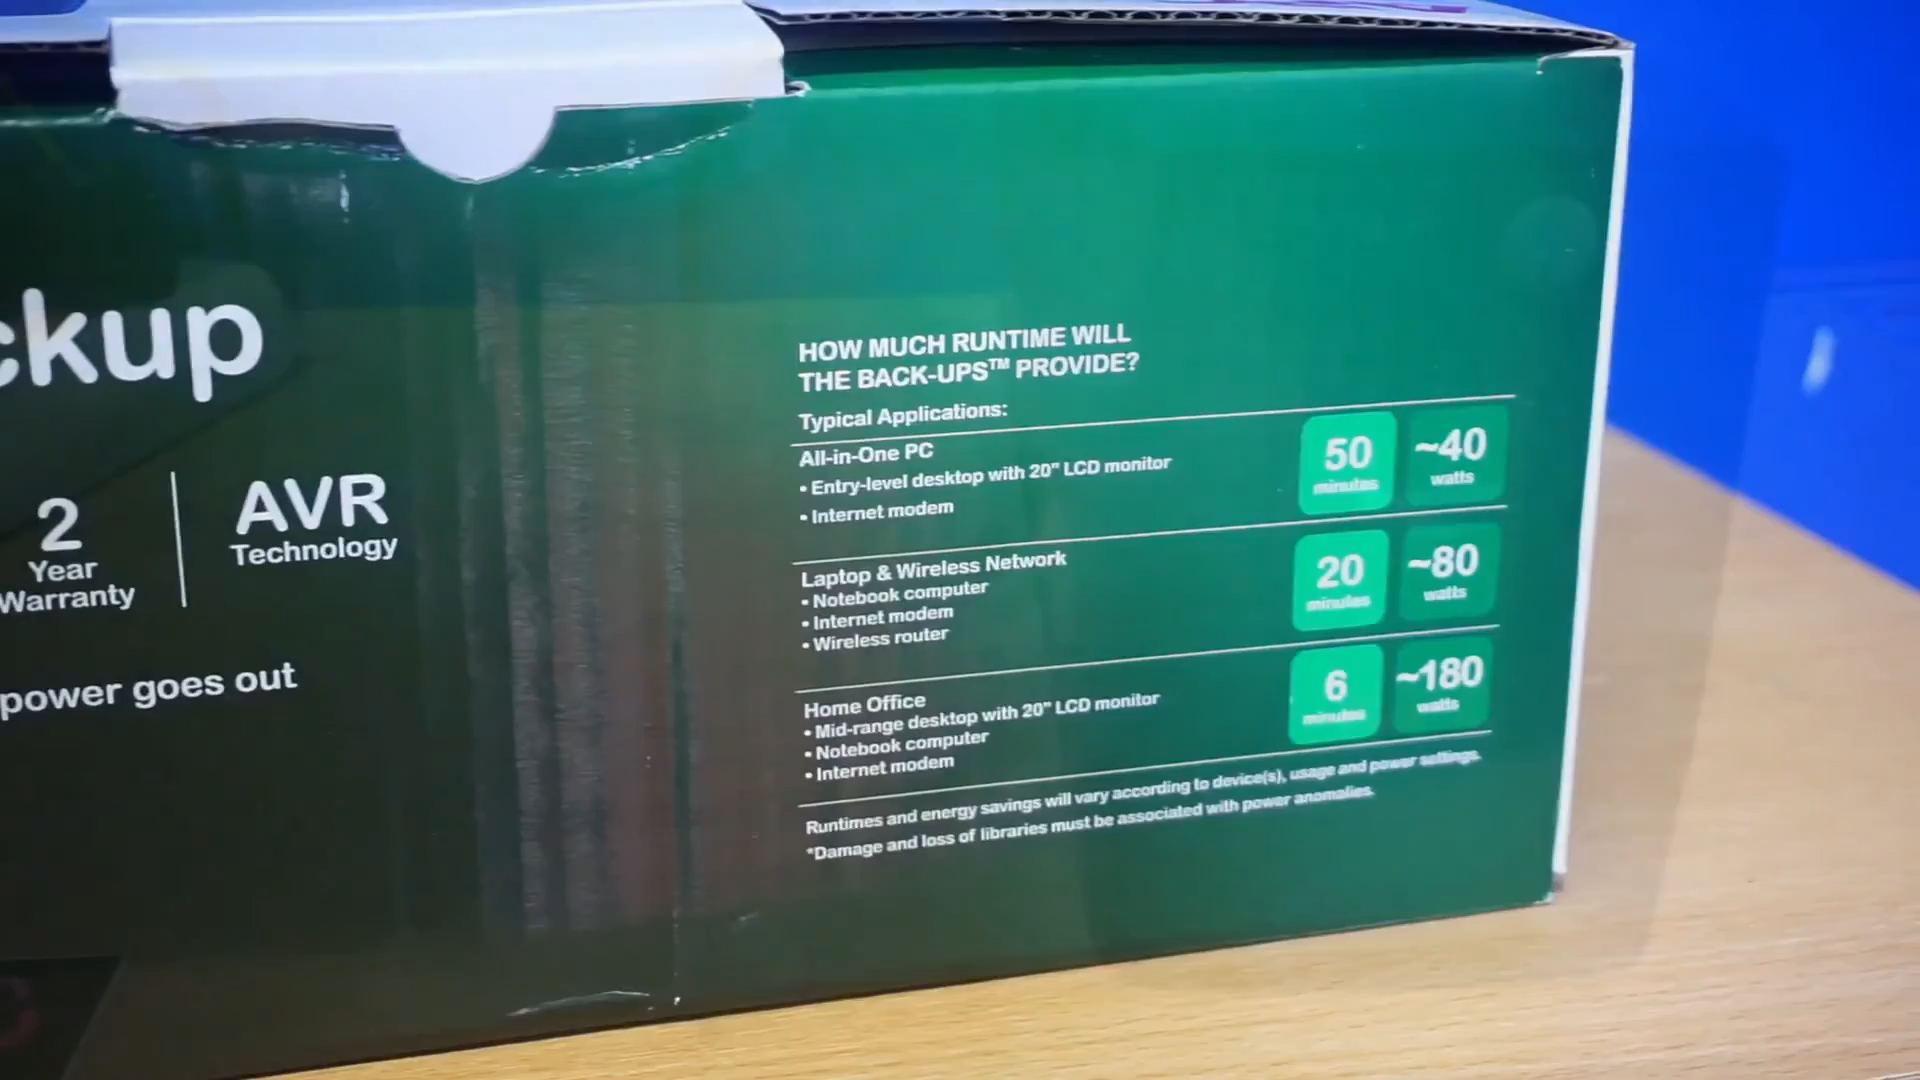 ckup
2
Year
Warranty
AVR
Technology
power goes out
HOW MUCH RUNTIME WILL
THE BACK-UPS™ PROVIDE?
Typical Applications:
All-in-One PC
• Entry-level desktop with 20" LCD monitor
• Internet modem
50
minutes
~40
watts
Laptop & Wireless Network
• Notebook computer
• Internet modem
• Wireless router
20
minutes
~80
watts
Home Office
• Mid-range desktop with 20" LCD monitor
• Notebook computer
• Internet modem
6
minutes
~180
watts
Runtimes and energy savings will vary according to device(s), usage and power settings.
*Damage and loss of libraries must be associated with power anomalies.